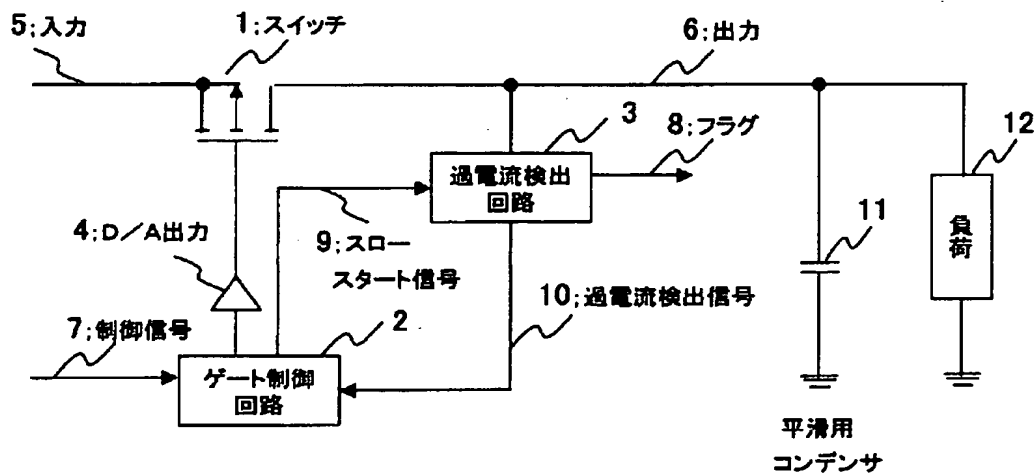 5;入力
1;スイッチ
6;出力
3
8;フラグ
12
過電流検出
回路
4;D/A出力
9;スロー
スタート信号
11
負荷
10;過電流検出信号
7;制御信号
2
ゲート制御
回路
平滑用
コンデンサ